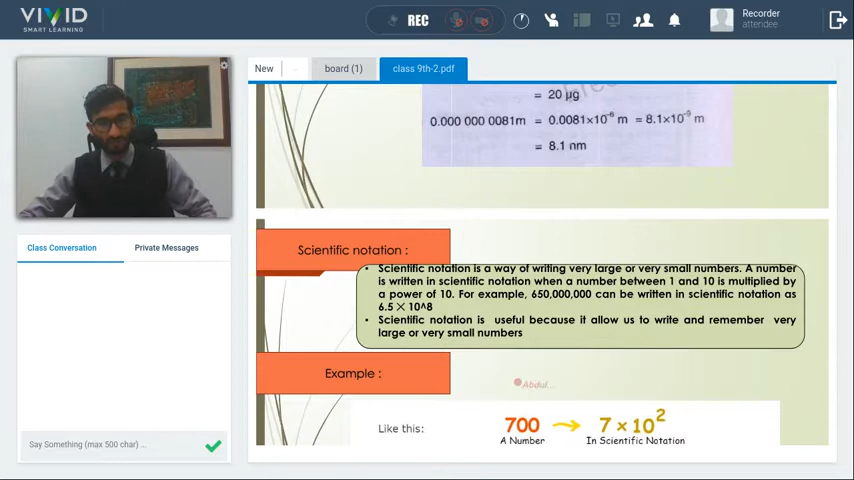 VIVID
SMART LEARNING
REC
Recorder
attendee
New
board (1)
class 9th-2.pdf
= 20 µg
0.000 000 0081m = 0.0081×10⁻⁶ m = 8.1×10⁻⁹ m
= 8.1 nm
Class Conversation
Private Messages
Scientific notation :
• Scientific notation is a way of writing very large or very small numbers. A number
is written in scientific notation when a number between 1 and 10 is multiplied by
a power of 10. For example, 650,000,000 can be written in scientific notation as
6.5 × 10^8
• Scientific notation is useful because it allow us to write and remember very
large or very small numbers
Example :
Abdul...
Like this:
700
7 × 10²
A Number
In Scientific Notation
Say Something (max 500 char) ...